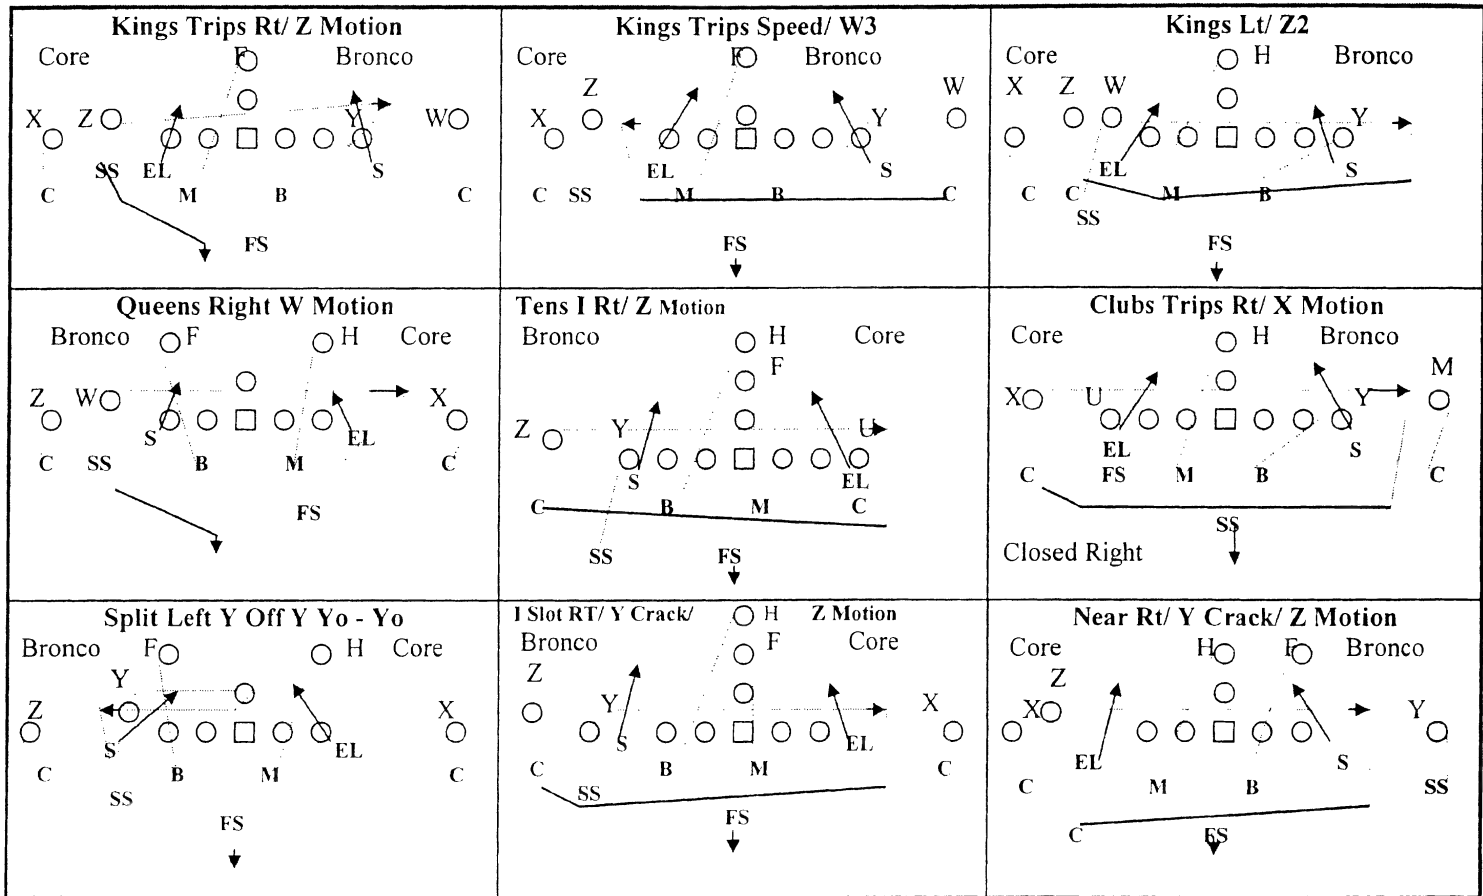 Kings Trips Rt/ Z Motion
Core F Bronco
X Z Y W
SS EL S
C M B C
FS
Kings Trips Speed/ W3
Core F Bronco
Z W
X Y
EL S
C SS M B C
FS
Kings Lt/ Z2
Core H Bronco
X Z W Y
EL S
C C M B
SS
FS
Queens Right W Motion
Bronco F H Core
Z W X
S EL
C SS B M C
FS
Tens I Rt/ Z Motion
Bronco H Core
F
Z Y U
S EL
C B M C
SS FS
Clubs Trips Rt/ X Motion
Core H Bronco
M
X U Y
EL S
C FS M B C
SS
Closed Right
Split Left Y Off Y Yo - Yo
Bronco F H Core
Y
Z X
S EL
C B M C
SS
FS
I Slot RT/ Y Crack/ H Z Motion
Bronco F Core
Z
Y X
S EL
C B M C
SS
FS
Near Rt/ Y Crack/ Z Motion
Core H F Bronco
Z
X Y
EL S
C M B SS
C FS